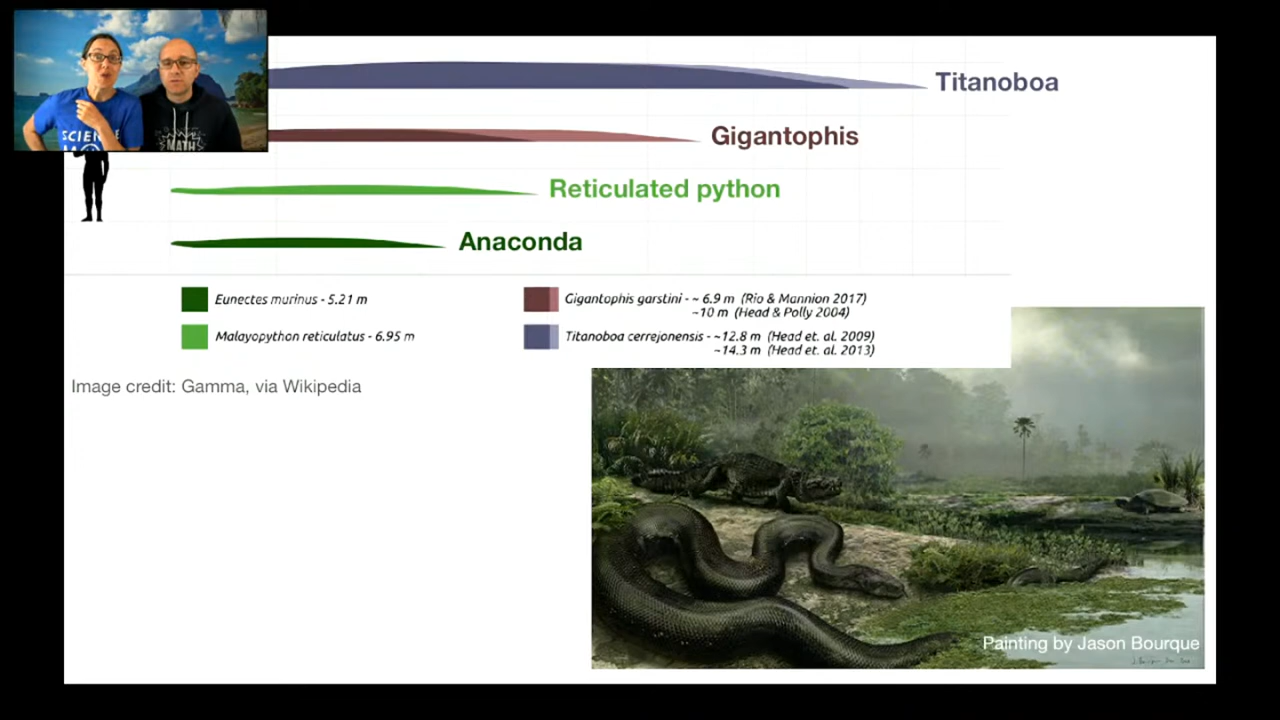 SCIENCE
MATH
Titanoboa
Gigantophis
Reticulated python
Anaconda
Eunectes murinus - 5.21 m
Malayopython reticulatus - 6.95 m
Gigantophis garstini - ~ 6.9 m (Rio & Mannion 2017)
~10 m (Head & Polly 2004)
Titanoboa cerrejonensis - ~12.8 m (Head et. al. 2009)
~14.3 m (Head et. al. 2013)
Image credit: Gamma, via Wikipedia
Painting by Jason Bourque